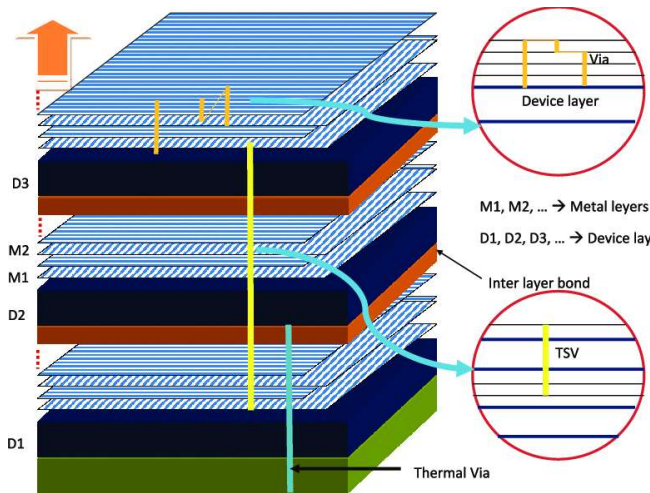 Via
Device layer
D3
M1, M2, ... → Metal leyers
D1, D2, D3, ... → Device lay
M2
M1
Inter layer bond
D2
TSV
D1
Thermal Via